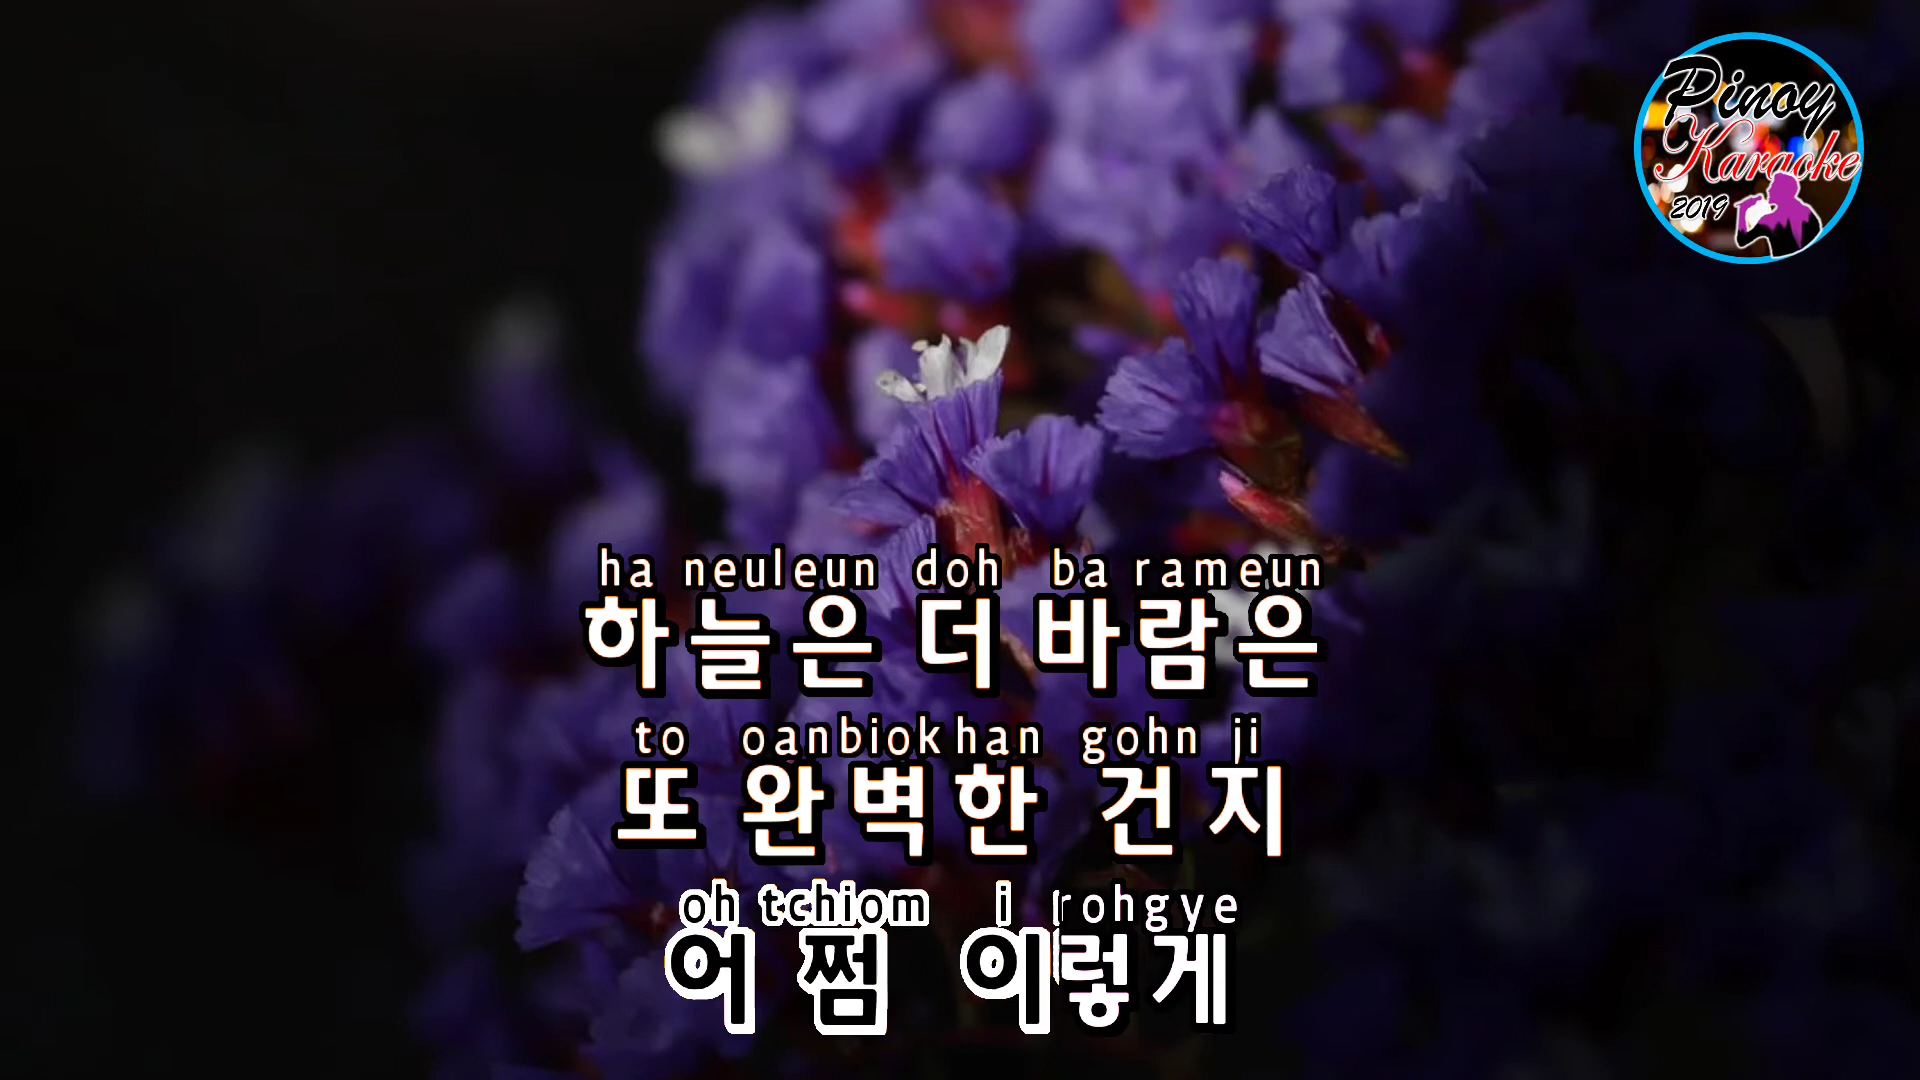 Pinoy
Karaoke
2019
ha neuleun doh ba rameun
하늘은 더 바람은
to oanbiokhan gohn ji
또 완벽한 건지
oh tchiom i rohgye
어 쩜 이렇게